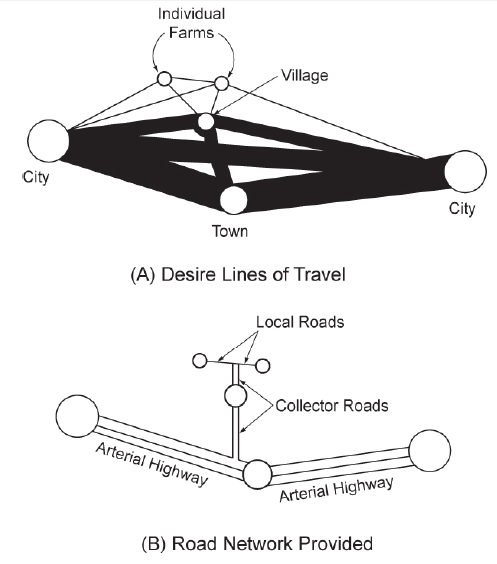 Individual
Farms
Village
City
City
Town
(A) Desire Lines of Travel
Local Roads
Collector Roads
Arterial Highway
Arterial Highway
(B) Road Network Provided